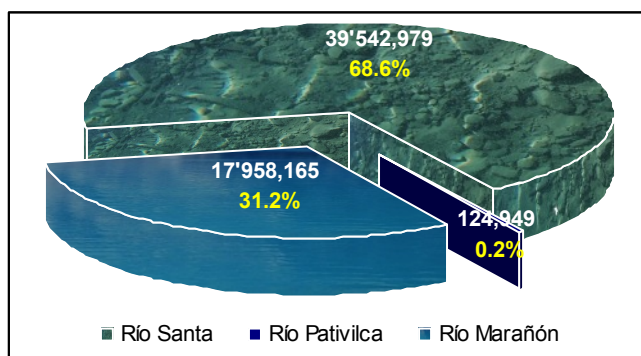 39'542,979
68.6%
17'958,165
31.2%
124,949
0.2%
Río Santa
Río Pativilca
Río Marañón